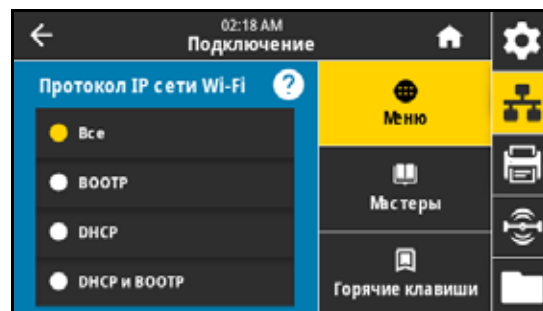 02:18 AM
Подключение
Протокол IP сети Wi-Fi ?
Все
BOOTP
DHCP
DHCP и BOOTP
Меню
Мастеры
Горячие клавиши